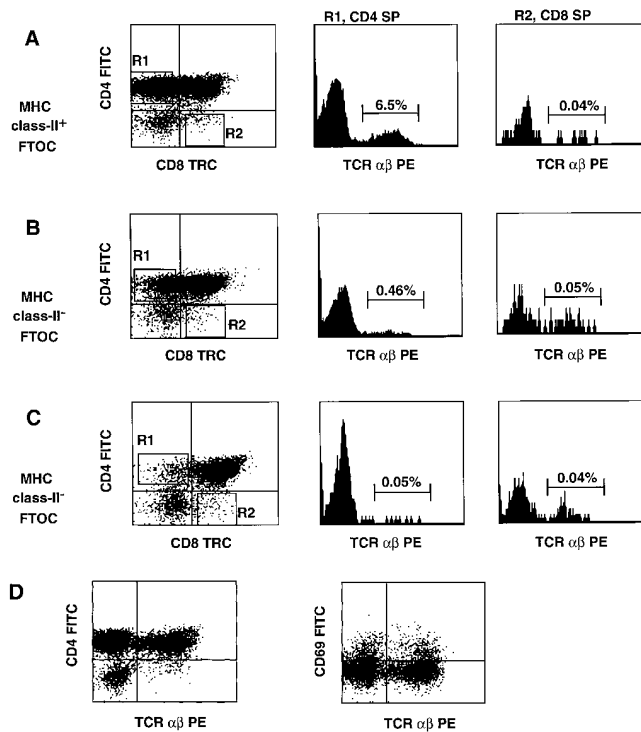 A
R1
CD4 FITC
R2
CD8 TRC
MHC
class-II⁺
FTOC
R1, CD4 SP
6.5%
TCR αβ PE
R2, CD8 SP
0.04%
TCR αβ PE
B
R1
CD4 FITC
R2
CD8 TRC
MHC
class-II⁻
FTOC
0.46%
TCR αβ PE
0.05%
TCR αβ PE
C
R1
CD4 FITC
R2
CD8 TRC
MHC
class-II⁻
FTOC
0.05%
TCR αβ PE
0.04%
TCR αβ PE
D
CD4 FITC
TCR αβ PE
CD69 FITC
TCR αβ PE